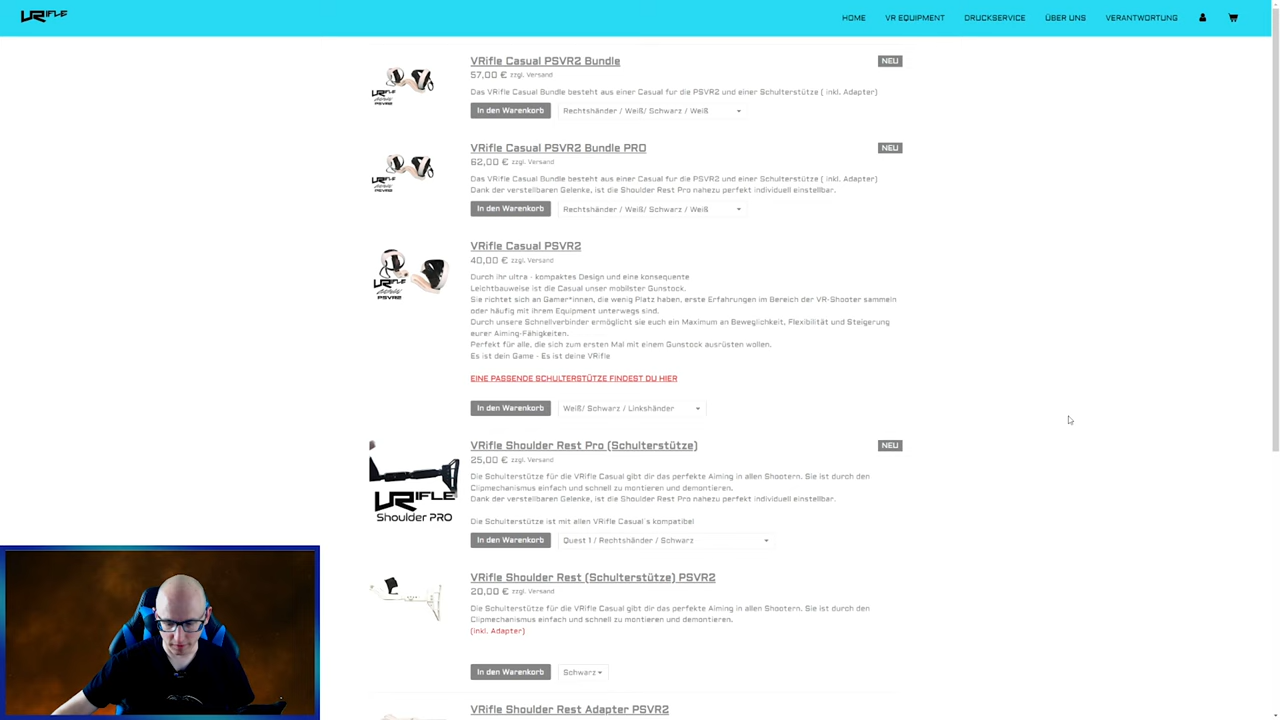 VRIFLE
HOME VR EQUIPMENT DRUCKSERVICE ÜBER UNS VERANTWORTUNG
VRifle Casual PSVR2 Bundle NEU
57,00 € zzgl. Versand
Das VRifle Casual Bundle besteht aus einer Casual für die PSVR2 und einer Schulterstütze ( inkl. Adapter)
In den Warenkorb Rechtshänder / Weiß/ Schwarz / Weiß
VRifle Casual PSVR2 Bundle PRO NEU
62,00 € zzgl. Versand
Das VRifle Casual Bundle besteht aus einer Casual für die PSVR2 und einer Schulterstütze ( inkl. Adapter)
Dank der verstellbaren Gelenke, ist die Shoulder Rest Pro nahezu perfekt individuell einstellbar.
In den Warenkorb Rechtshänder / Weiß/ Schwarz / Weiß
VRifle Casual PSVR2
40,00 € zzgl. Versand
Durch ihr ultra - kompaktes Design und eine konsequente
Leichtbauweise ist die Casual unser mobilster Gunstock.
Sie richtet sich an Gamer*innen, die wenig Platz haben, erste Erfahrungen im Bereich der VR-Shooter sammeln
oder häufig mit ihrem Equipment unterwegs sind.
Durch unsere Schnellverbinder ermöglicht sie euch ein Maximum an Beweglichkeit, Flexibilität und Steigerung
eurer Aiming-Fähigkeiten.
Perfekt für alle, die sich zum ersten Mal mit einem Gunstock ausrüsten wollen.
Es ist dein Game - Es ist deine VRifle
VRIFLE
PSVR2
EINE PASSENDE SCHULTERSTÜTZE FINDEST DU HIER
In den Warenkorb Weiß/ Schwarz / Linkshänder
VRifle Shoulder Rest Pro (Schulterstütze) NEU
25,00 € zzgl. Versand
Die Schulterstütze für die VRifle Casual gibt dir das perfekte Aiming in allen Shootern. Sie ist durch den
Clipmechanismus einfach und schnell zu montieren und demontieren.
Dank der verstellbaren Gelenke, ist die Shoulder Rest Pro nahezu perfekt individuell einstellbar.
VRIFLE
Shoulder PRO
Die Schulterstütze ist mit allen VRifle Casual´s kompatibel
In den Warenkorb Quest 1 / Rechtshänder / Schwarz
VRifle Shoulder Rest (Schulterstütze) PSVR2
20,00 € zzgl. Versand
Die Schulterstütze für die VRifle Casual gibt dir das perfekte Aiming in allen Shootern. Sie ist durch den
Clipmechanismus einfach und schnell zu montieren und demontieren.
(inkl. Adapter)
In den Warenkorb Schwarz
VRifle Shoulder Rest Adapter PSVR2